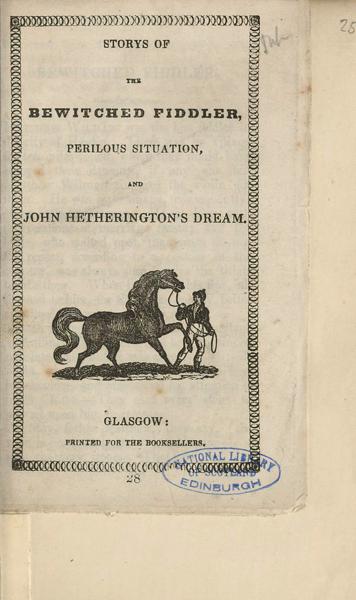 STORYS OF
THE
BEWITCHED FIDDLER,
PERILOUS SITUATION,
AND
JOHN HETHERINGTON'S DREAM.
GLASGOW:
PRINTED FOR THE BOOKSELLERS.
28
NATIONAL LIBRARY
OF SCOTLAND
EDINBURGH
25